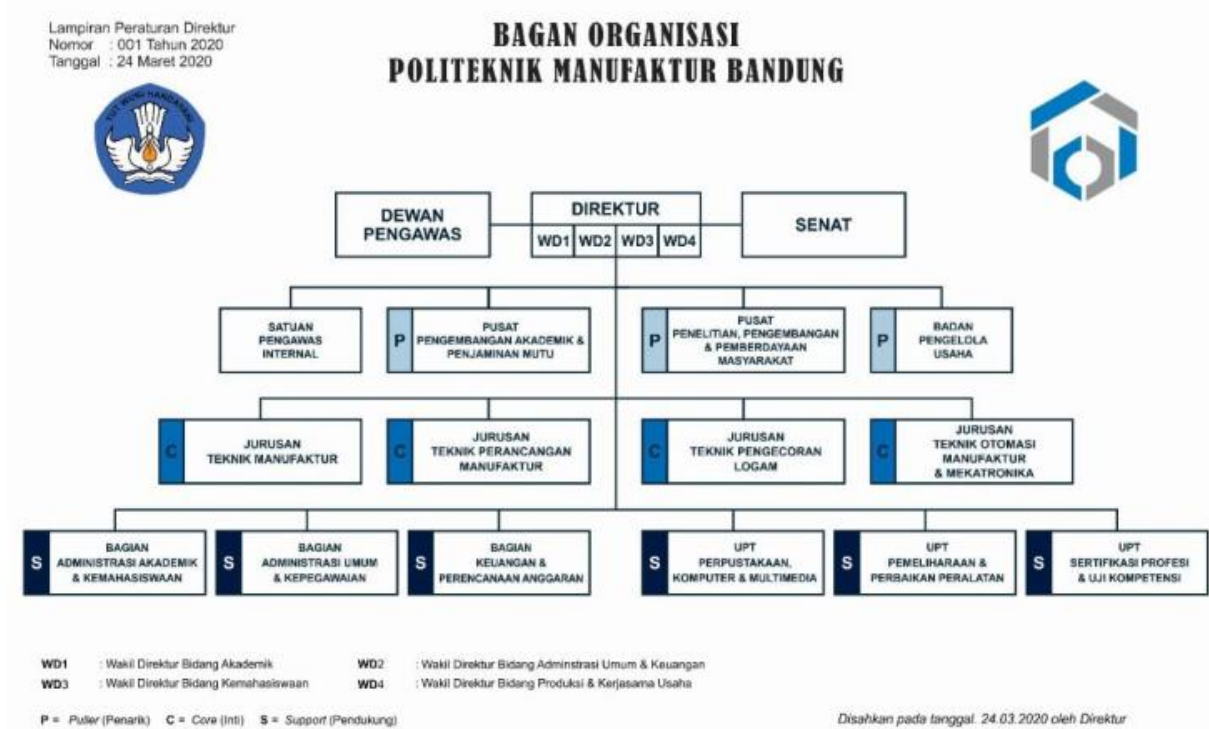 Lampiran Peraturan Direktur
Nomor : 001 Tahun 2020
Tanggal : 24 Maret 2020
BAGAN ORGANISASI
POLITEKNIK MANUFAKTUR BANDUNG
TUT WURI HANDAYANI
DEWAN
PENGAWAS
DIREKTUR
WD1 WD2 WD3 WD4
SENAT
SATUAN
PENGAWAS
INTERNAL
P
PUSAT
PENGEMBANGAN AKADEMIK &
PENJAMINAN MUTU
P
PUSAT
PENELITIAN, PENGEMBANGAN
& PEMBERDAYAAN
MASYARAKAT
P
BADAN
PENGELOLA
USAHA
C
JURUSAN
TEKNIK MANUFAKTUR
C
JURUSAN
TEKNIK PERANCANGAN
MANUFAKTUR
C
JURUSAN
TEKNIK PENGECORAN
LOGAM
C
JURUSAN
TEKNIK OTOMASI
MANUFAKTUR
& MEKATRONIKA
S
BAGIAN
ADMINISTRASI AKADEMIK
& KEMAHASISWAAN
S
BAGIAN
ADMINISTRASI UMUM
& KEPEGAWAIAN
S
BAGIAN
KEUANGAN &
PERENCANAAN ANGGARAN
S
UPT
PERPUSTAKAAN,
KOMPUTER & MULTIMEDIA
S
UPT
PEMELIHARAAN &
PERBAIKAN PERALATAN
S
UPT
SERTIFIKASI PROFESI
& UJI KOMPETENSI
WD1 : Wakil Direktur Bidang Akademik WD2 : Wakil Direktur Bidang Adminstrasi Umum & Keuangan
WD3 : Wakil Direktur Bidang Kemahasiswaan WD4 : Wakil Direktur Bidang Produksi & Kerjasama Usaha
P = Puller (Penarik) C = Core (Inti) S = Support (Pendukung)
Disahkan pada tanggal. 24.03.2020 oleh Direktur